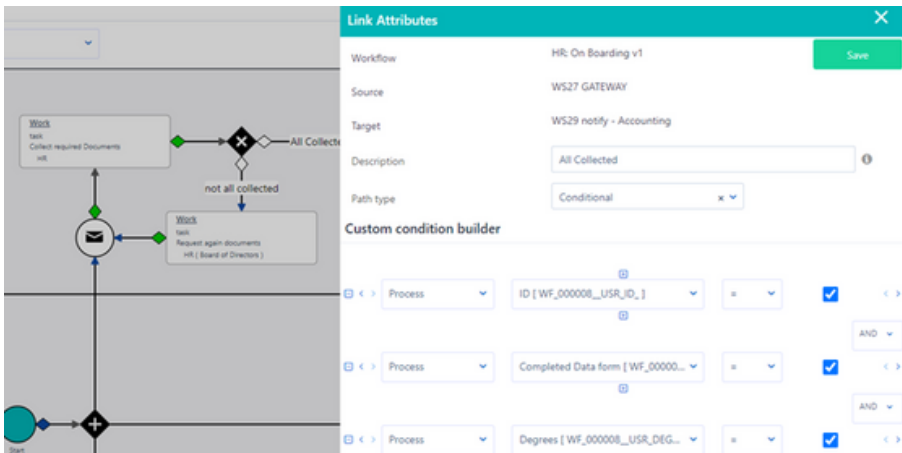 Link Attributes
Workflow
HR: On Boarding v1
Save
Source
WS27 GATEWAY
Target
WS29 notify - Accounting
Description
All Collected
Path type
Conditional
Custom condition builder
Process
ID [ WF_000008__USR_ID_ ]
=
AND
Process
Completed Data form [ WF_00000...
=
AND
Process
Degrees [ WF_000008__USR_DEG...
=
Work
task
Collect required Documents
HR
All Collecte
not all collected
Work
task
Request again documents
HR ( Board of Directors )
Start